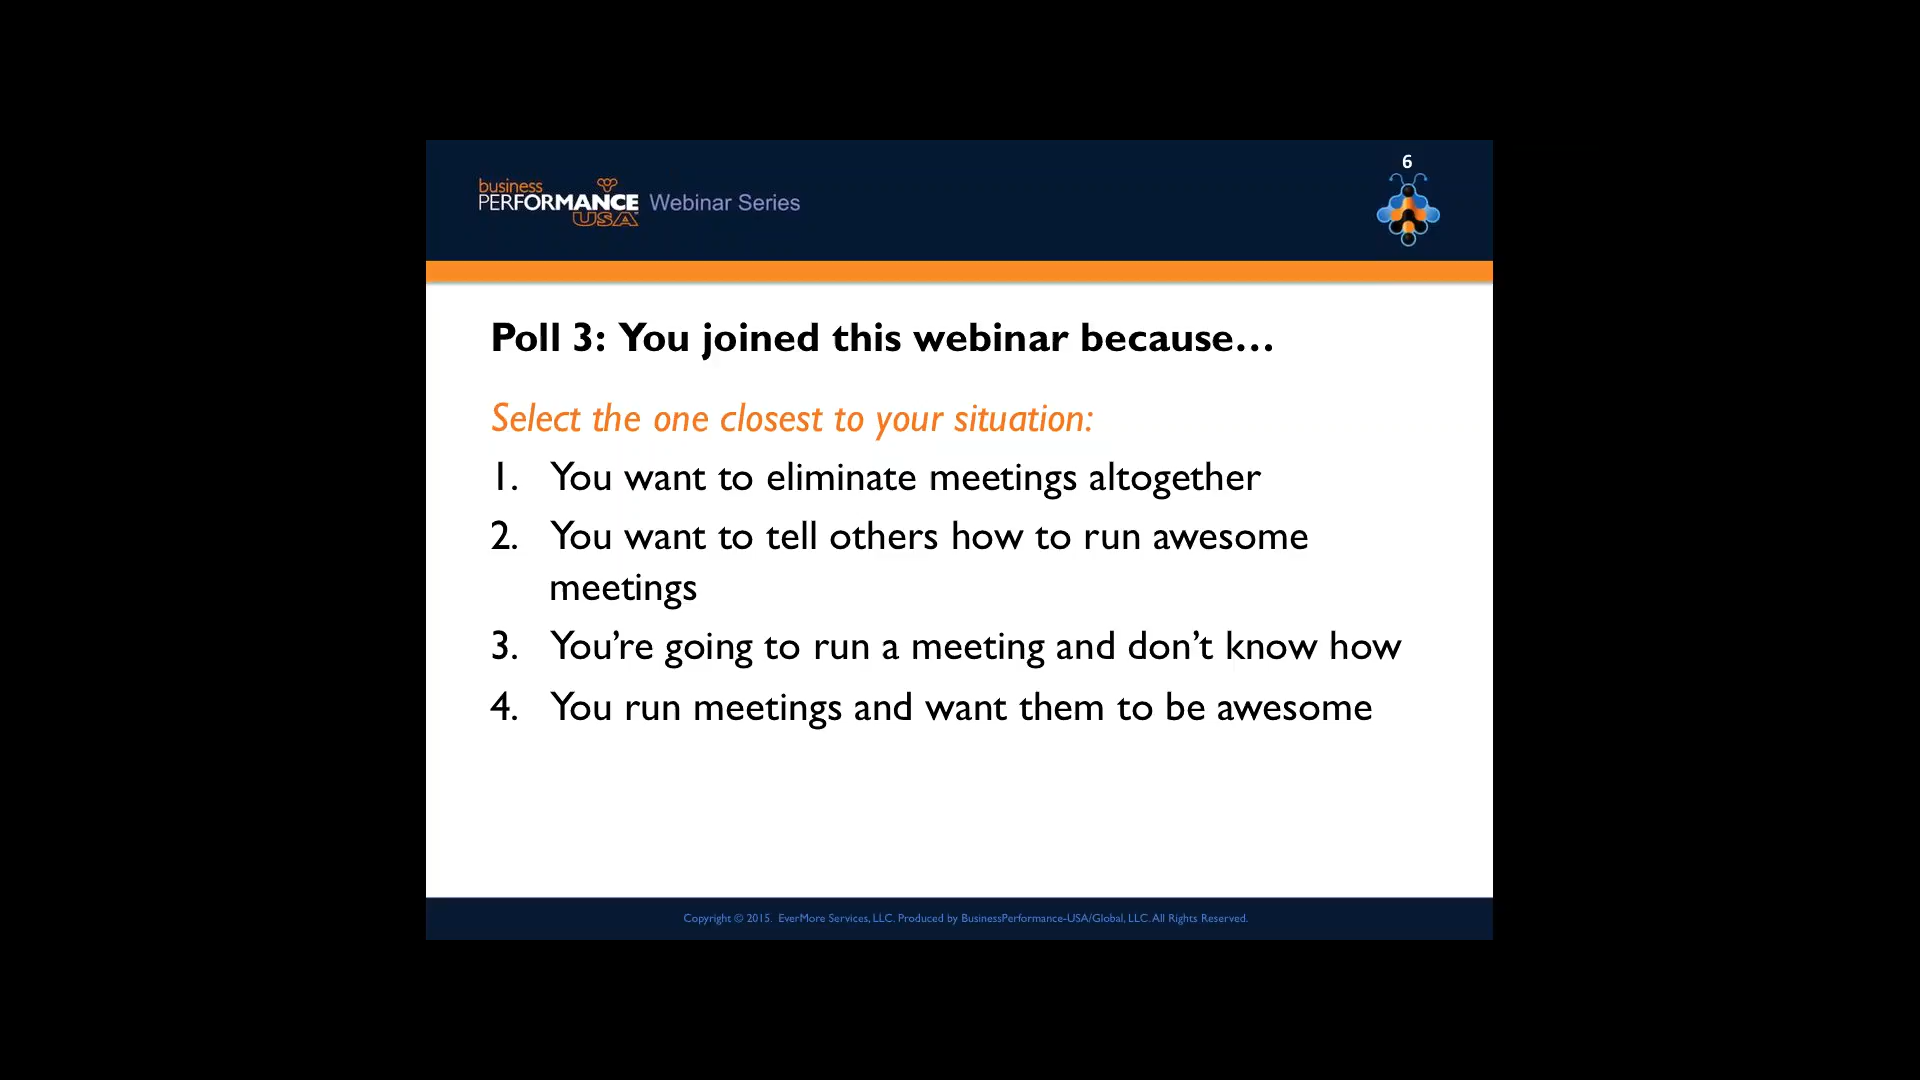 6
business
PERFORMANCE
USA
Webinar Series
Poll 3: You joined this webinar because…
Select the one closest to your situation:
1. You want to eliminate meetings altogether
2. You want to tell others how to run awesome
meetings
3. You’re going to run a meeting and don’t know how
4. You run meetings and want them to be awesome
Copyright © 2015. EverMore Services, LLC. Produced by BusinessPerformance-USA/Global, LLC. All Rights Reserved.